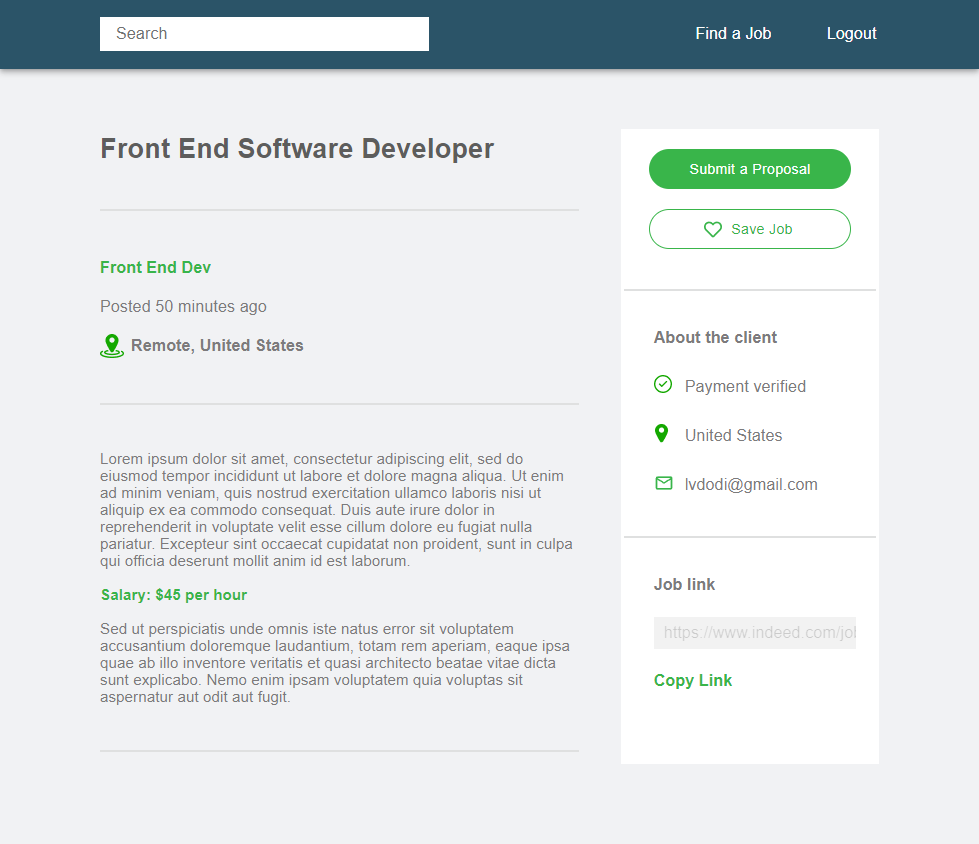 Search
Find a Job
Logout
Front End Software Developer
Front End Dev
Posted 50 minutes ago
Remote, United States
Lorem ipsum dolor sit amet, consectetur adipiscing elit, sed do
eiusmod tempor incididunt ut labore et dolore magna aliqua. Ut enim
ad minim veniam, quis nostrud exercitation ullamco laboris nisi ut
aliquip ex ea commodo consequat. Duis aute irure dolor in
reprehenderit in voluptate velit esse cillum dolore eu fugiat nulla
pariatur. Excepteur sint occaecat cupidatat non proident, sunt in culpa
qui officia deserunt mollit anim id est laborum.
Salary: $45 per hour
Sed ut perspiciatis unde omnis iste natus error sit voluptatem
accusantium doloremque laudantium, totam rem aperiam, eaque ipsa
quae ab illo inventore veritatis et quasi architecto beatae vitae dicta
sunt explicabo. Nemo enim ipsam voluptatem quia voluptas sit
aspernatur aut odit aut fugit.
Submit a Proposal
Save Job
About the client
Payment verified
United States
lvdodi@gmail.com
Job link
https://www.indeed.com/jol
Copy Link